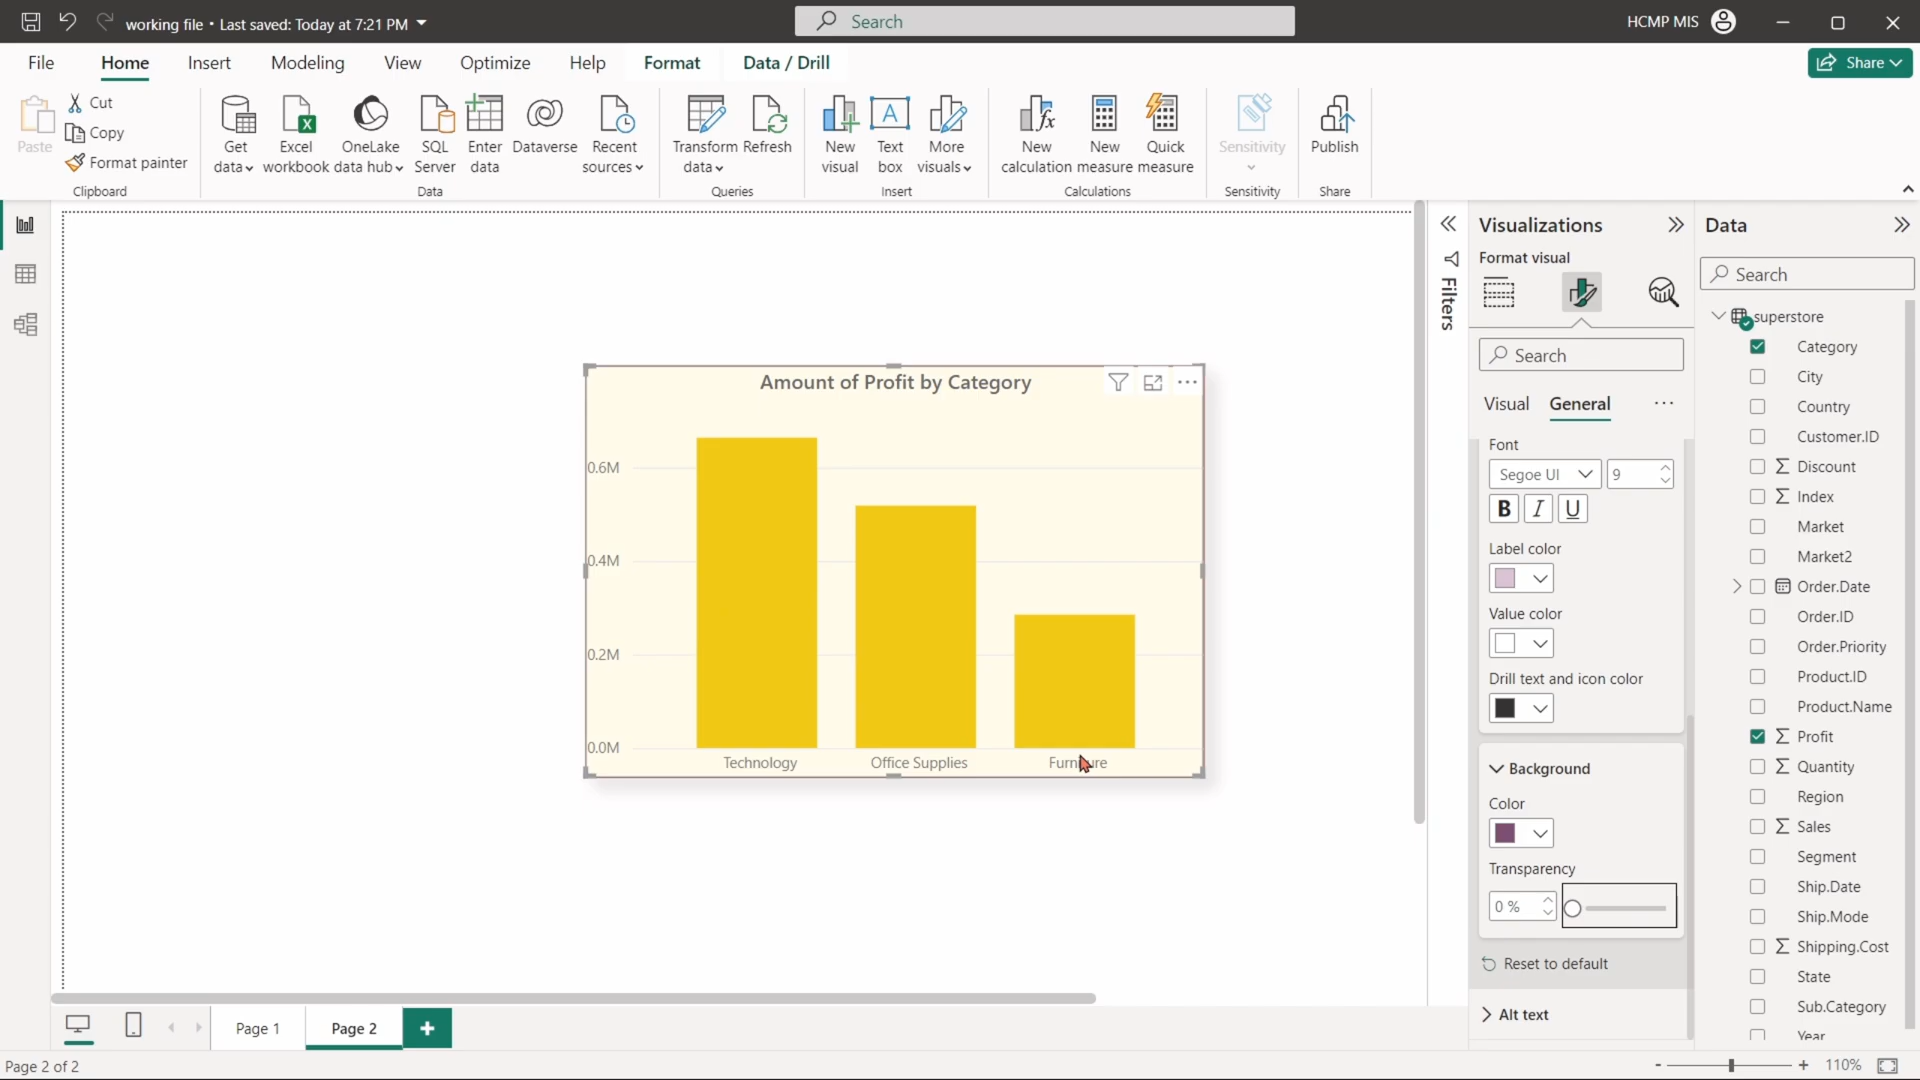 working file • Last saved: Today at 7:21 PM
Search
HCMP MIS
File Home Insert Modeling View Optimize Help Format Data / Drill
Share
Paste
Cut
Copy
Format painter
Clipboard
Get data
Excel workbook
OneLake data hub
SQL Server
Enter data
Dataverse
Recent sources
Data
Transform data
Refresh
Queries
New visual
Text box
More visuals
Insert
New calculation
New measure
Quick measure
Calculations
Sensitivity
Sensitivity
Publish
Share
Amount of Profit by Category
0.6M
0.4M
0.2M
0.0M
Technology Office Supplies
Filters
Visualizations
Format visual
Search
Visual General
Font
Segoe UI 9
B I U
Label color
Value color
Drill text and icon color
Background
Color
Transparency
0 %
Reset to default
Alt text
Data
Search
superstore
Category
City
Country
Customer.ID
Discount
Index
Market
Market2
Order.Date
Order.ID
Order.Priority
Product.ID
Product.Name
Profit
Quantity
Region
Sales
Segment
Ship.Date
Ship.Mode
Shipping.Cost
State
Sub.Category
Year
Page 1 Page 2
Page 2 of 2
110%